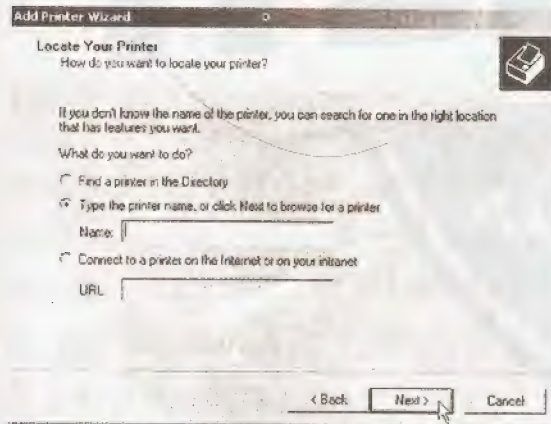 Add Printer Wizard
Locate Your Printer
How do you want to locate your printer?
If you don't know the name of the printer, you can search for one in the right location
that has features you want.
What do you want to do?
Find a printer in the Directory
Type the printer name, or click Next to browse for a printer
Name:
Connect to a printer on the Internet or on your intranet
URL
< Back
Next >
Cancel